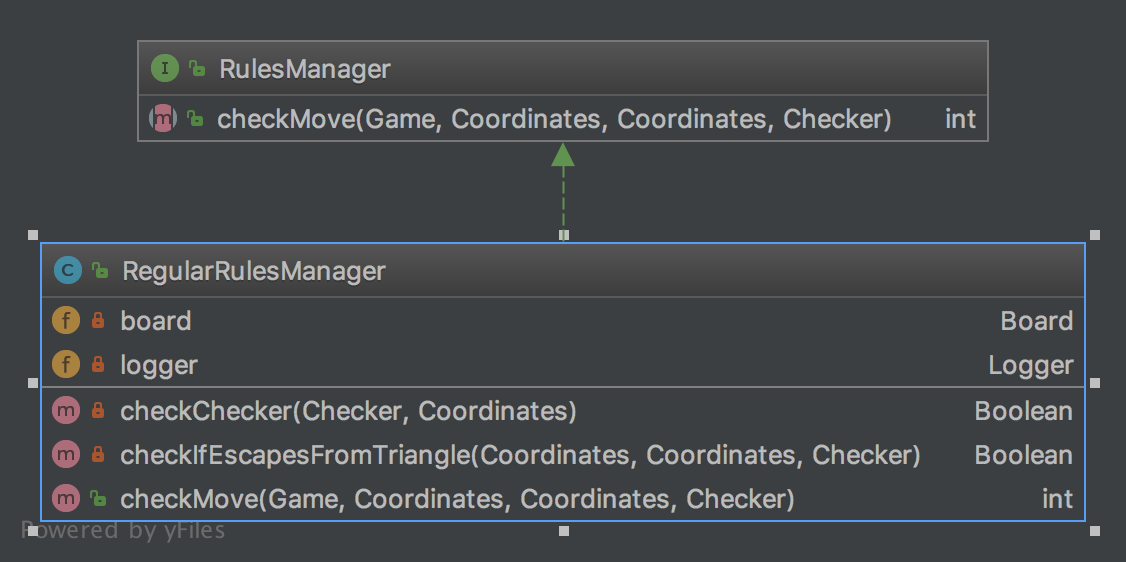 I RulesManager
m checkMove(Game, Coordinates, Coordinates, Checker) int
C RegularRulesManager
f board Board
f logger Logger
m checkChecker(Checker, Coordinates) Boolean
m checkIfEscapesFromTriangle(Coordinates, Coordinates, Checker) Boolean
m checkMove(Game, Coordinates, Coordinates, Checker) int
Powered by yFiles